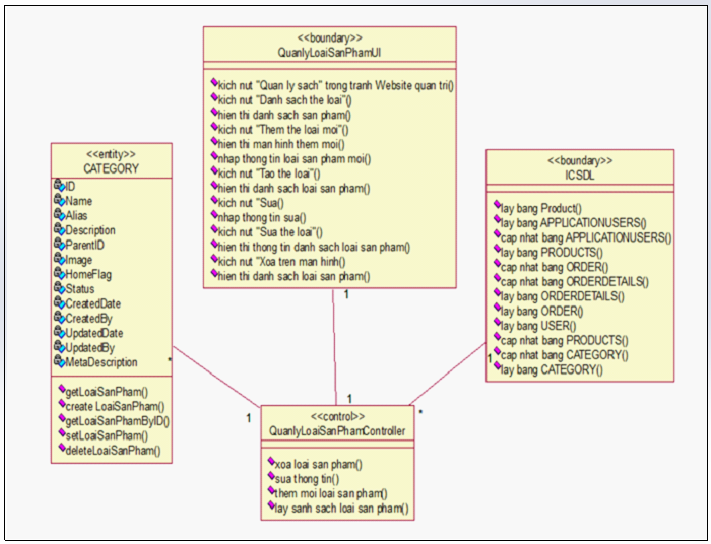 <<boundary>>
QuanlyLoaiSanPhamUI
kich nut "Quan ly sach" trong tranh Website quan tri()
kich nut "Danh sach the loai"()
hien thi danh sach san pham()
kich nut "Them the loai moi"()
hien thi man hinh them moi()
nhap thong tin loai san pham moi()
kich nut "Tao the loai"()
hien thi danh sach loai san pham()
kich nut "Sua()
nhap thong tin sua()
kich nut "Sua the loai"()
hien thi thong tin danh sach loai san pham()
kich nut "Xoa tren man hinh()
hien thi danh sach loai san pham()
<<entity>>
CATEGORY
ID
Name
Alias
Description
ParentID
Image
HomeFlag
Status
CreatedDate
CreatedBy
UpdatedDate
UpdatedBy
MetaDescription
getLoaiSanPham()
create LoaiSanPham()
getLoaiSanPhamByID()
setLoaiSanPham()
deleteLoaiSanPham()
<<boundary>>
ICSDL
lay bang Product()
lay bang APPLICATIONUSERS()
cap nhat bang APPLICATIONUSERS()
lay bang PRODUCTS()
cap nhat bang ORDER()
cap nhat bang ORDERDETAILS()
lay bang ORDERDETAILS()
lay bang ORDER()
lay bang USER()
cap nhat bang PRODUCTS()
cap nhat bang CATEGORY()
lay bang CATEGORY()
1
*
1
1
1
*
<<control>>
QuanlyLoaiSanPhamController
xoa loai san pham()
sua thong tin()
them moi loai san pham()
lay sanh sach loai san pham()